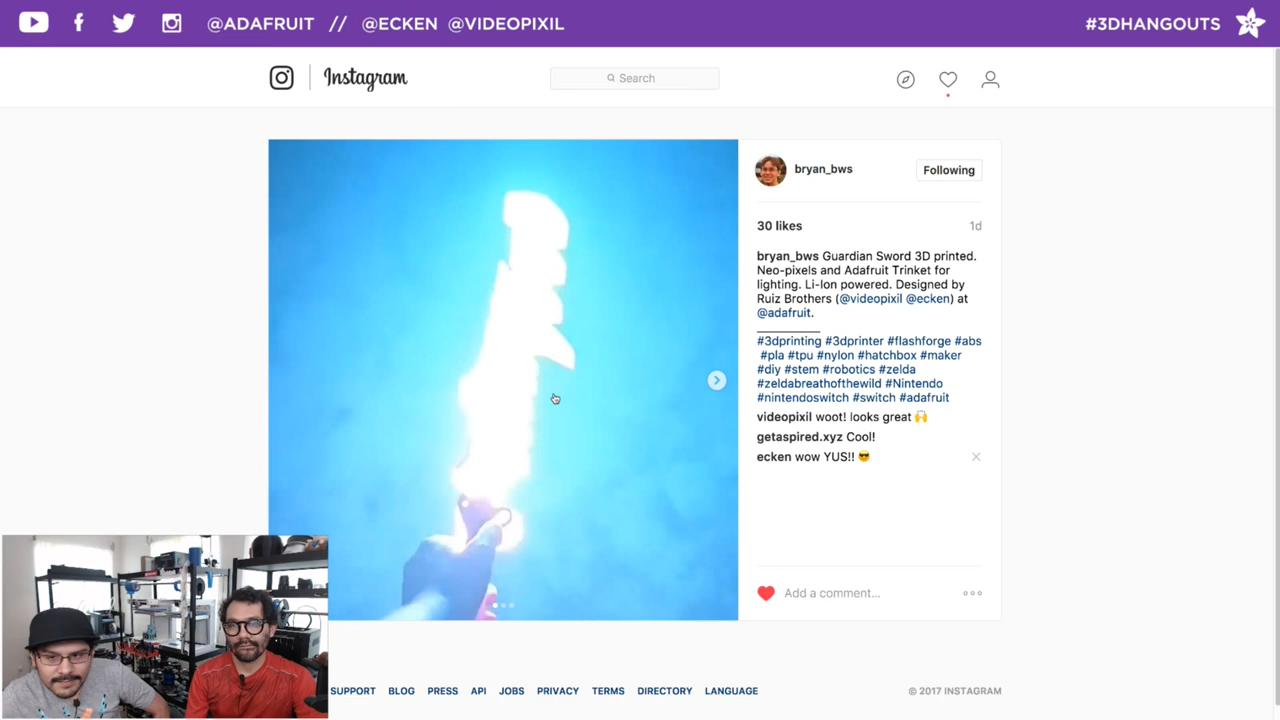 @ADAFRUIT // @ECKEN @VIDEOPIXIL
#3DHANGOUTS
Instagram
Search
bryan_bws
Following
30 likes
1d
bryan_bws Guardian Sword 3D printed.
Neo-pixels and Adafruit Trinket for
lighting. Li-Ion powered. Designed by
Ruiz Brothers (@videopixil @ecken) at
@adafruit.
#3dprinting #3dprinter #flashforge #abs
#pla #tpu #nylon #hatchbox #maker
#diy #stem #robotics #zelda
#zeldabreathofthewild #Nintendo
#nintendoswitch #switch #adafruit
videopixil woot! looks great 🙌
getaspired.xyz Cool!
ecken wow YUS!! 😎
Add a comment...
SUPPORT BLOG PRESS API JOBS PRIVACY TERMS DIRECTORY LANGUAGE
© 2017 INSTAGRAM